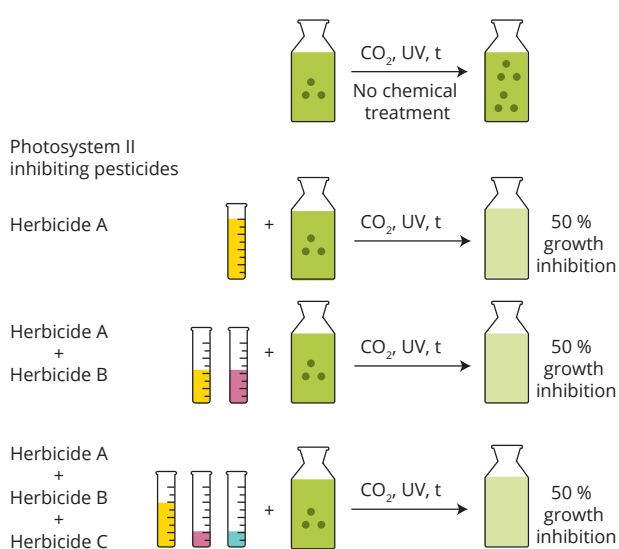 CO2, UV, t
No chemical
treatment
Photosystem II
inhibiting pesticides
Herbicide A
+
CO2, UV, t
50 %
growth
inhibition
Herbicide A
+
Herbicide B
+
CO2, UV, t
50 %
growth
inhibition
Herbicide A
+
Herbicide B
+
Herbicide C
+
CO2, UV, t
50 %
growth
inhibition